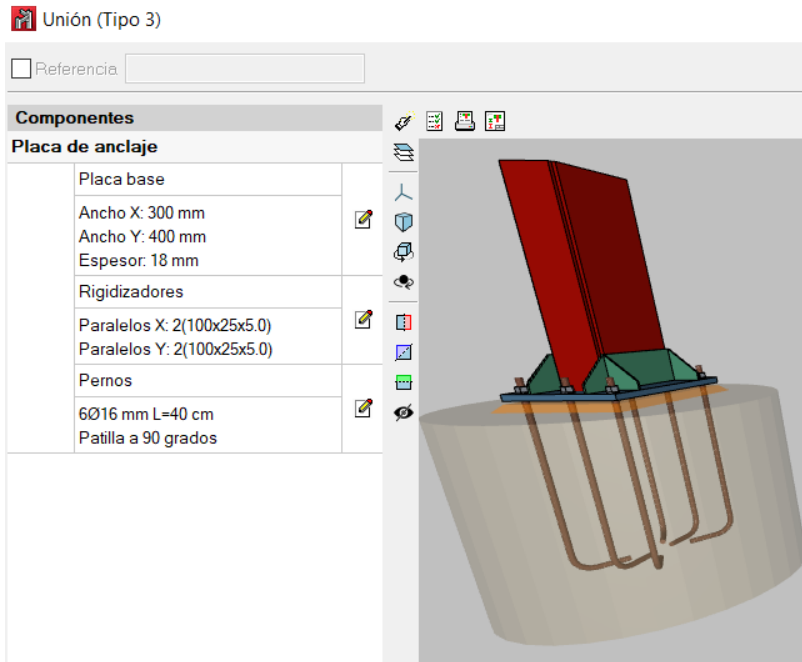 Unión (Tipo 3)
Referencia
Componentes
Placa de anclaje
Placa base
Ancho X: 300 mm
Ancho Y: 400 mm
Espesor: 18 mm
Rigidizadores
Paralelos X: 2(100x25x5.0)
Paralelos Y: 2(100x25x5.0)
Pernos
6Ø16 mm L=40 cm
Patilla a 90 grados